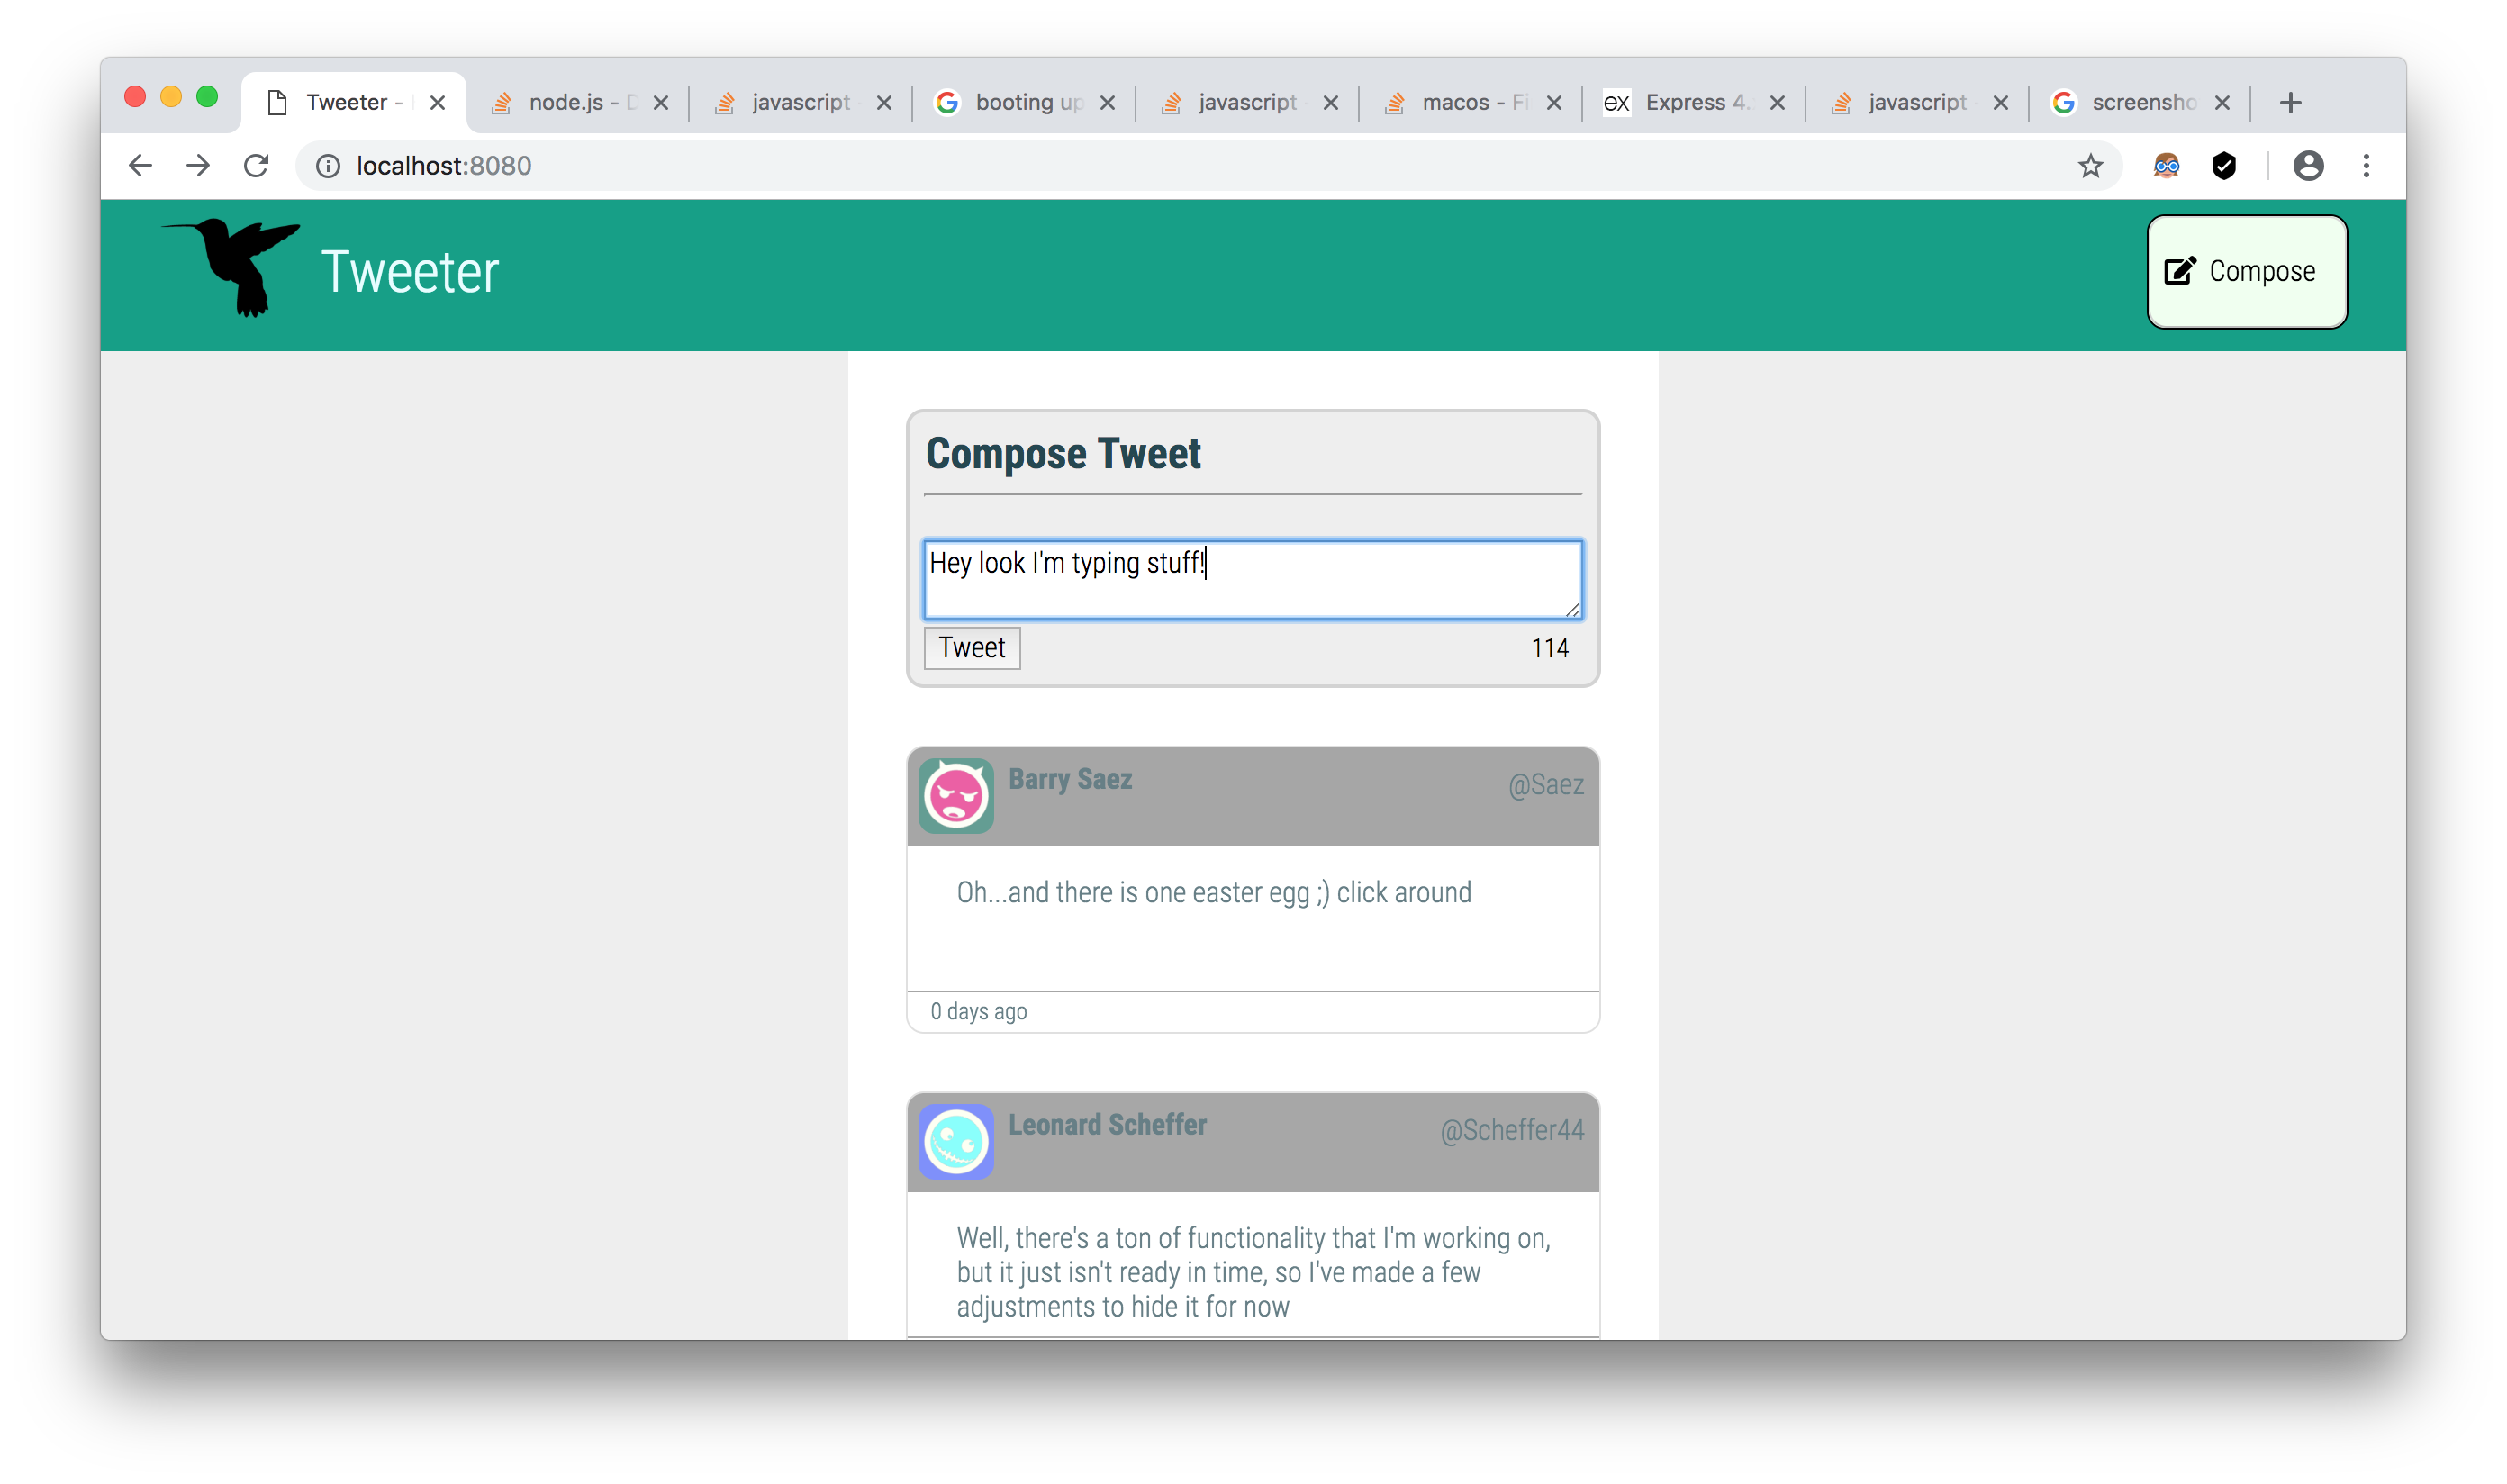 Tweeter -
node.js - D
javascript
booting up
javascript -
macos - Fi
ex Express 4.
javascript
screensho
localhost:8080
Tweeter
Compose
Compose Tweet
Hey look I'm typing stuff!
Tweet
114
Barry Saez
@Saez
Oh...and there is one easter egg ;) click around
0 days ago
Leonard Scheffer
@Scheffer44
Well, there's a ton of functionality that I'm working on,
but it just isn't ready in time, so I've made a few
adjustments to hide it for now